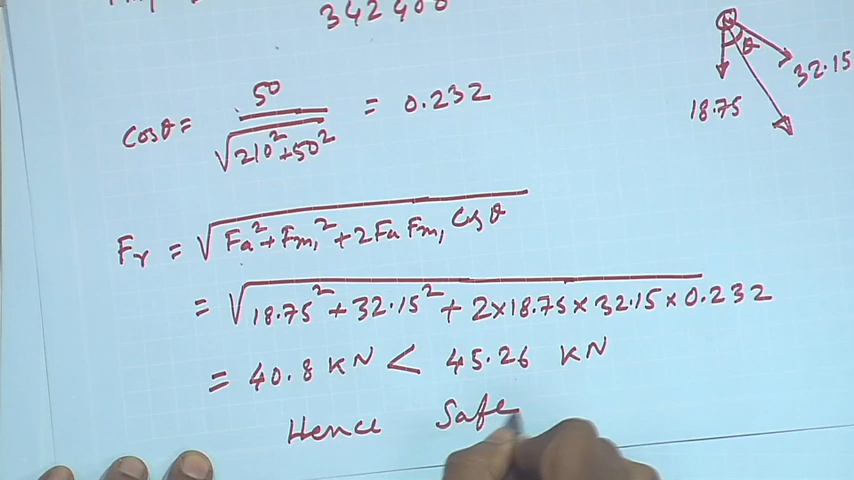 342400
cosθ = 50 / √(210² + 50²) = 0.232
θ
32.15
18.75
Fr = √(Fa² + Fm₁² + 2 Fa Fm₁ cosθ)
= √(18.75² + 32.15² + 2×18.75×32.15×0.232)
= 40.8 KN < 45.26 KN
Hence Safe